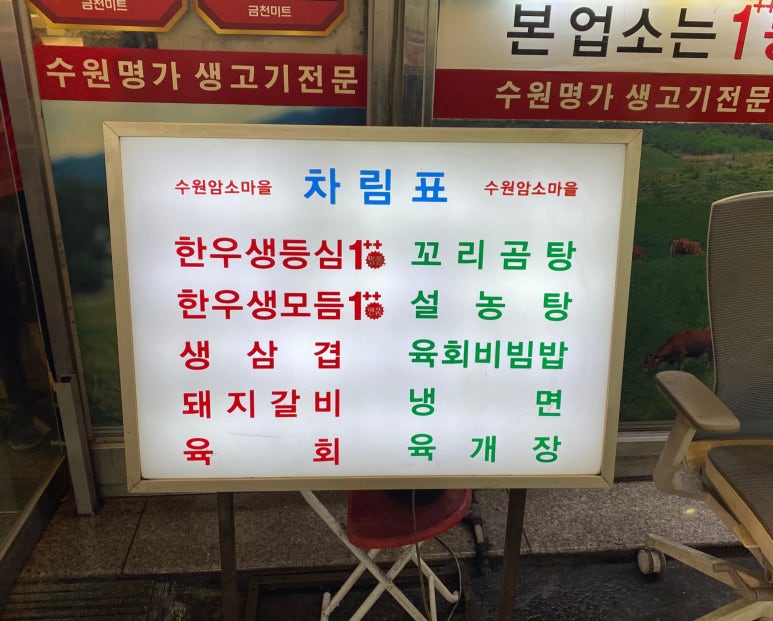 금천미트
금천미트
수원명가 생고기전문
본업소는 1++
수원명가 생고기전문
수원암소마을 차림표 수원암소마을
한우생등심1++
한우생모듬1++
생삼겹
돼지갈비
육회
꼬리곰탕
설농탕
육회비빔밥
냉면
육개장